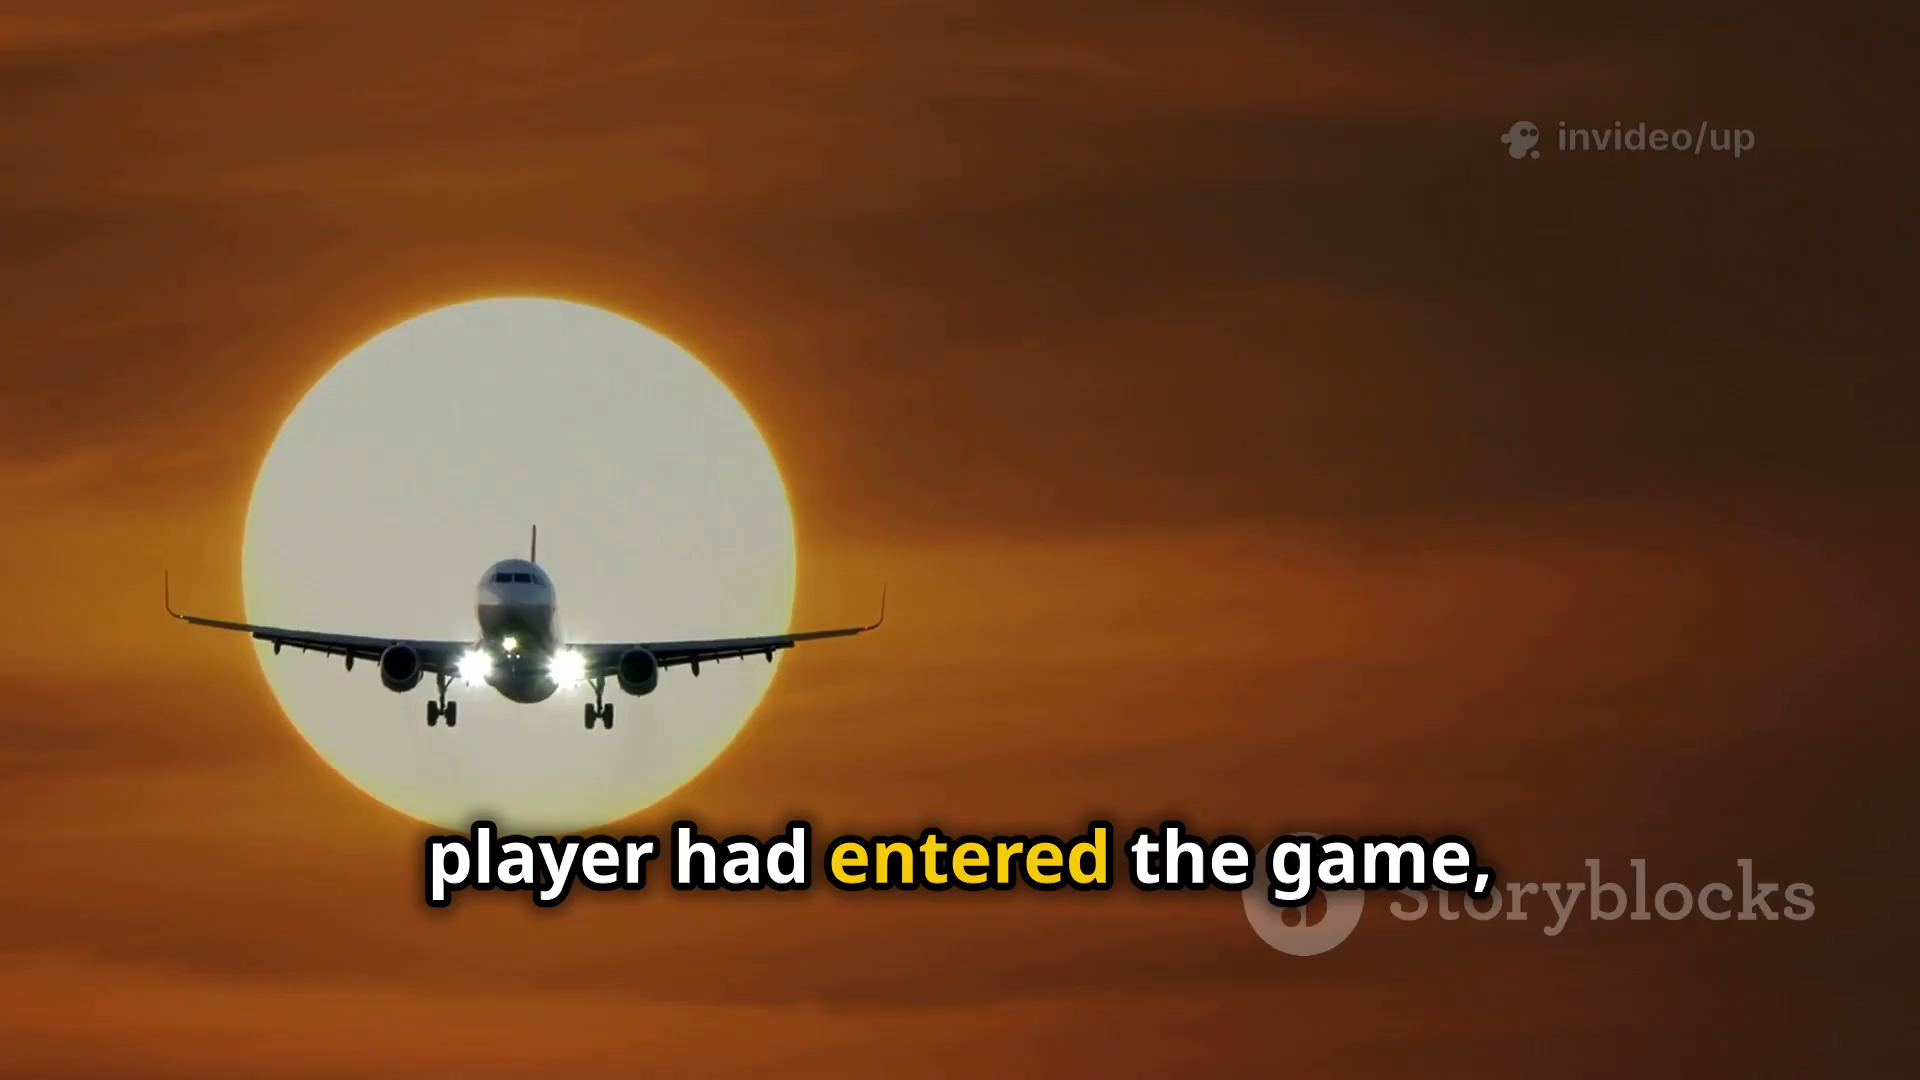 invideo/up
player had entered the game,
Storyblocks